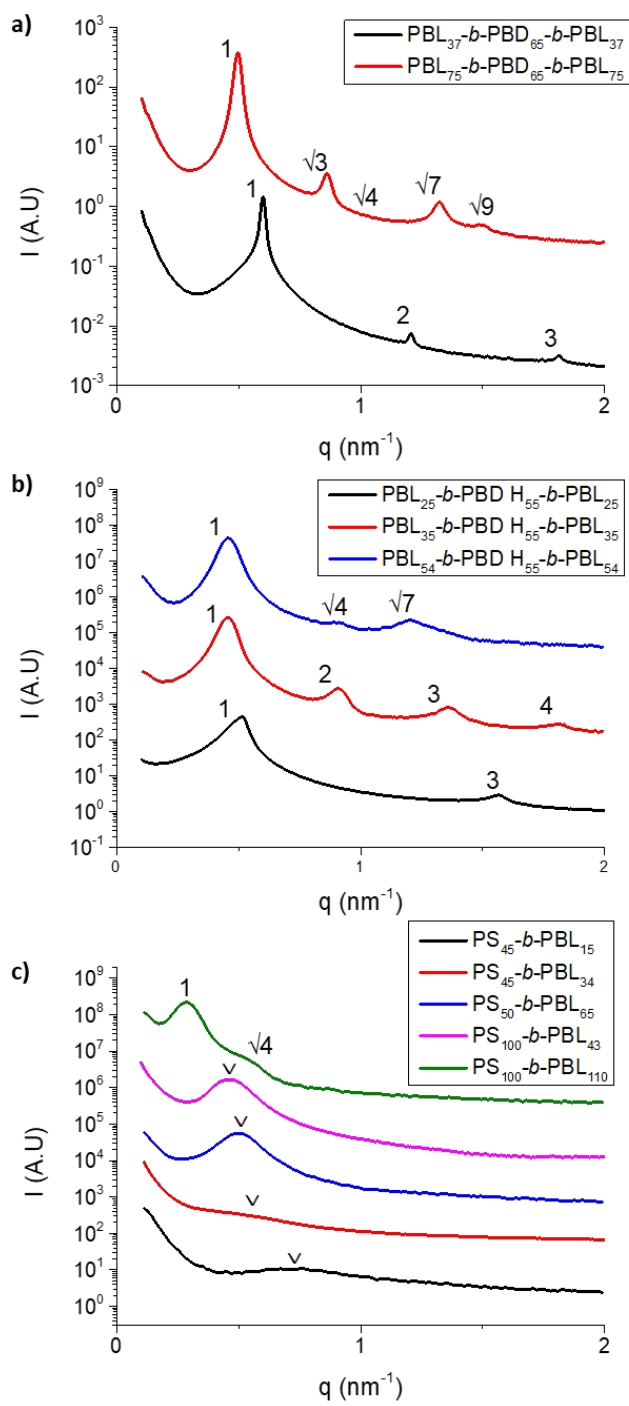 a)
10³
10²
10¹
10⁰
10⁻¹
10⁻²
10⁻³
I (A.U)
PBL₃₇-b-PBD₆₅-b-PBL₃₇
PBL₇₅-b-PBD₆₅-b-PBL₇₅
1
√3
√4
√7
√9
1
2
3
0 1 2
q (nm⁻¹)
b)
10⁹
10⁸
10⁷
10⁶
10⁵
10⁴
10³
10²
10¹
10⁰
10⁻¹
I (A.U)
PBL₂₅-b-PBD H₅₅-b-PBL₂₅
PBL₃₅-b-PBD H₅₅-b-PBL₃₅
PBL₅₄-b-PBD H₅₅-b-PBL₅₄
1
√4
√7
1
2
3
4
1
3
0 1 2
q (nm⁻¹)
c)
10⁹
10⁸
10⁷
10⁶
10⁵
10⁴
10³
10²
10¹
10⁰
I (A.U)
PS₄₅-b-PBL₁₅
PS₄₅-b-PBL₃₄
PS₅₀-b-PBL₆₅
PS₁₀₀-b-PBL₄₃
PS₁₀₀-b-PBL₁₁₀
1
√4
0 1 2
q (nm⁻¹)